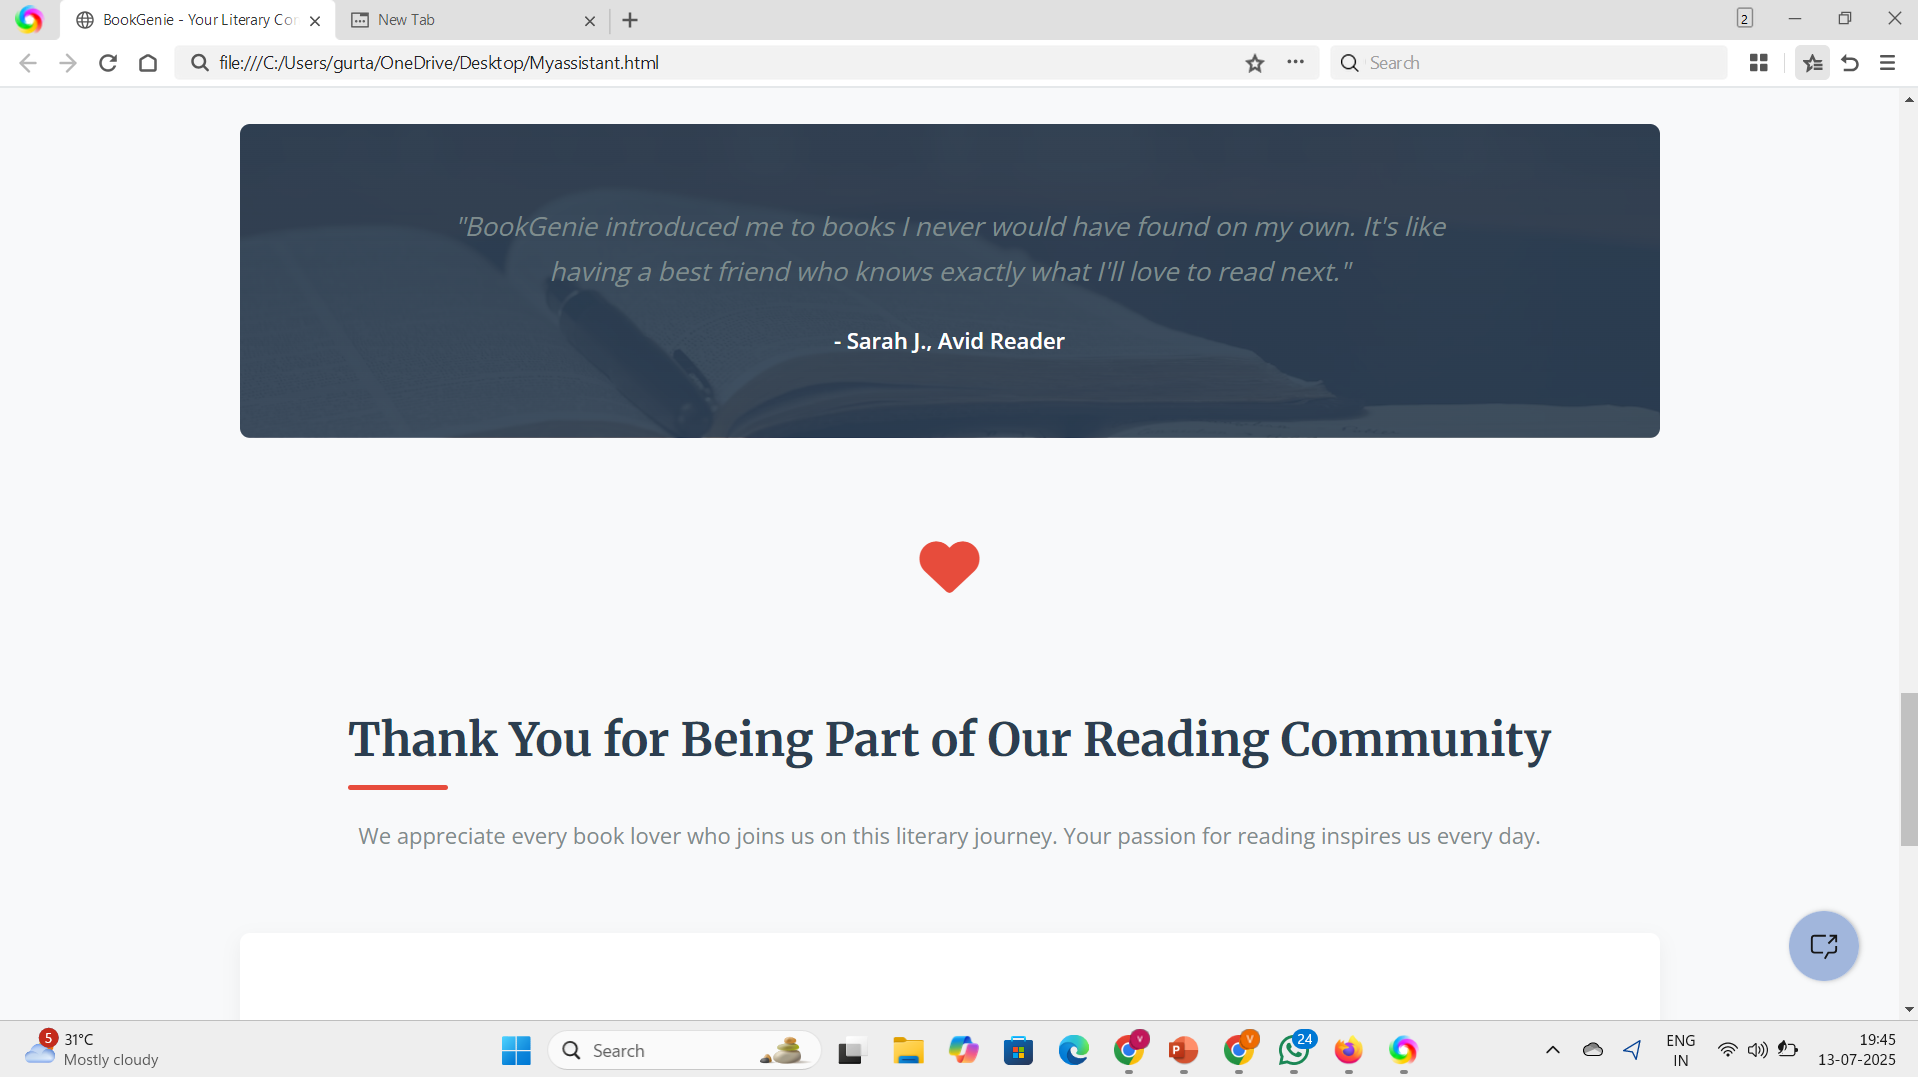 BookGenie - Your Literary Co
New Tab
2
file:///C:/Users/gurta/OneDrive/Desktop/Myassistant.html
Search
"BookGenie introduced me to books I never would have found on my own. It's like
having a best friend who knows exactly what I'll love to read next."
- Sarah J., Avid Reader
Thank You for Being Part of Our Reading Community
We appreciate every book lover who joins us on this literary journey. Your passion for reading inspires us every day.
5
31°C
Mostly cloudy
Search
V
P
V
24
ENG
IN
19:45
13-07-2025